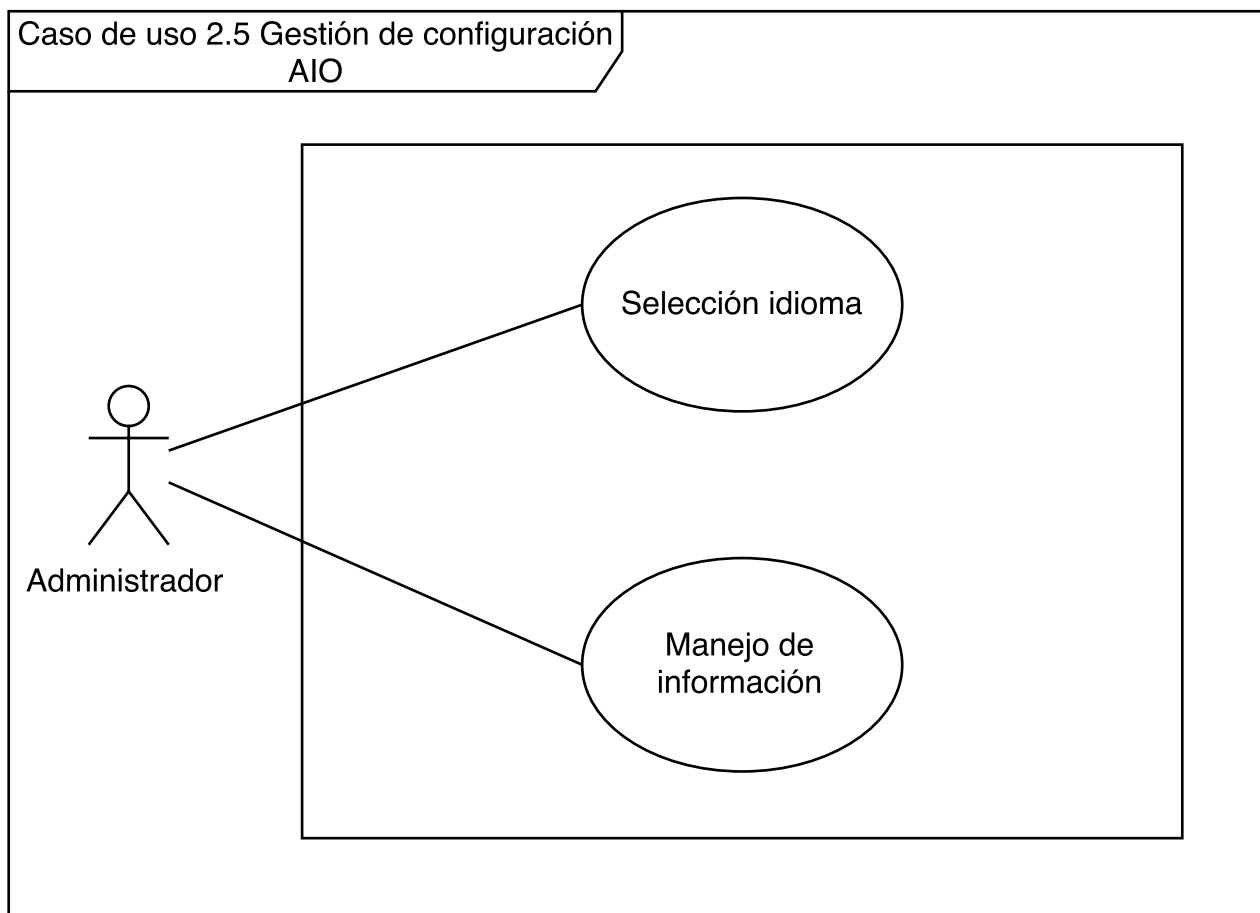 Caso de uso 2.5 Gestión de configuración
AIO
Selección idioma
Administrador
Manejo de
información